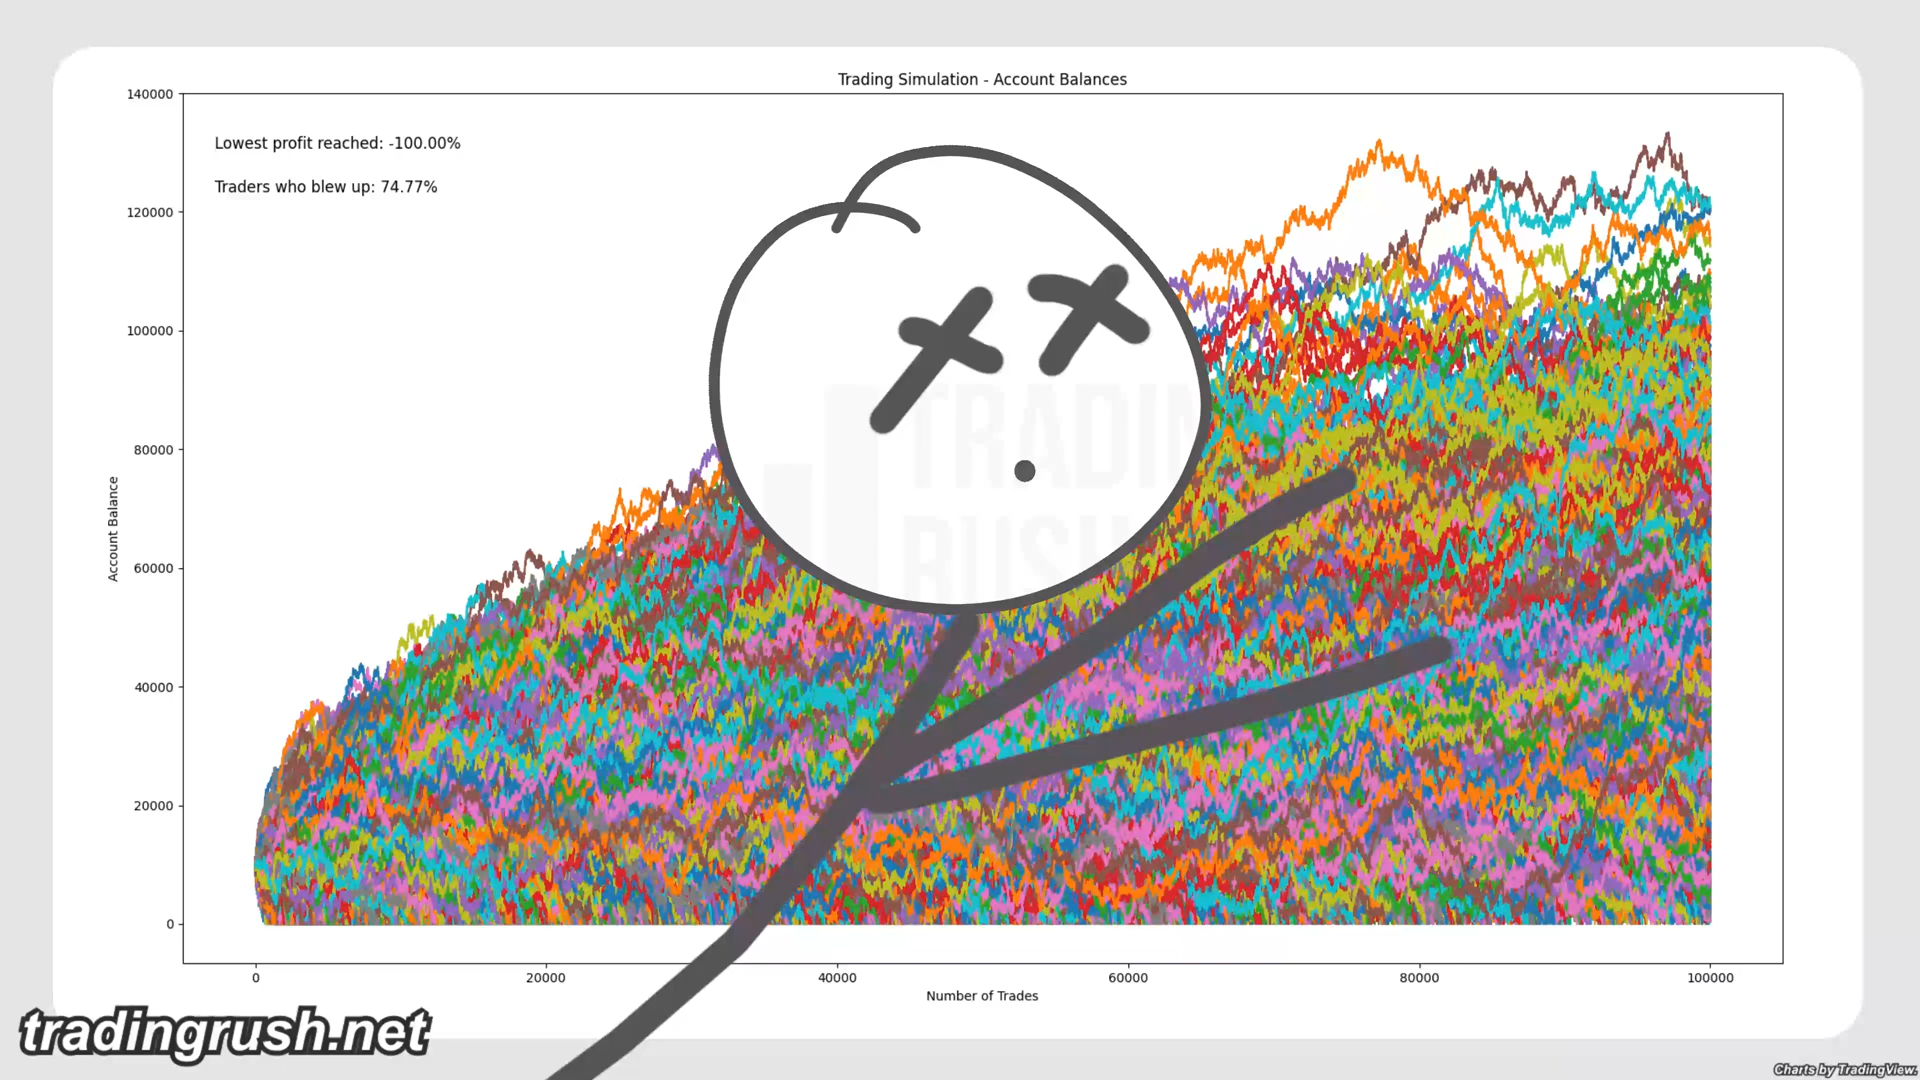 Trading Simulation - Account Balances
140000
Lowest profit reached: -100.00%
Traders who blew up: 74.77%
120000
100000
80000
60000
40000
20000
0
Account Balance
TRADIN
RUSH
0 20000 40000 60000 80000 100000
Number of Trades
tradingrush.net
Charts by TradingView.